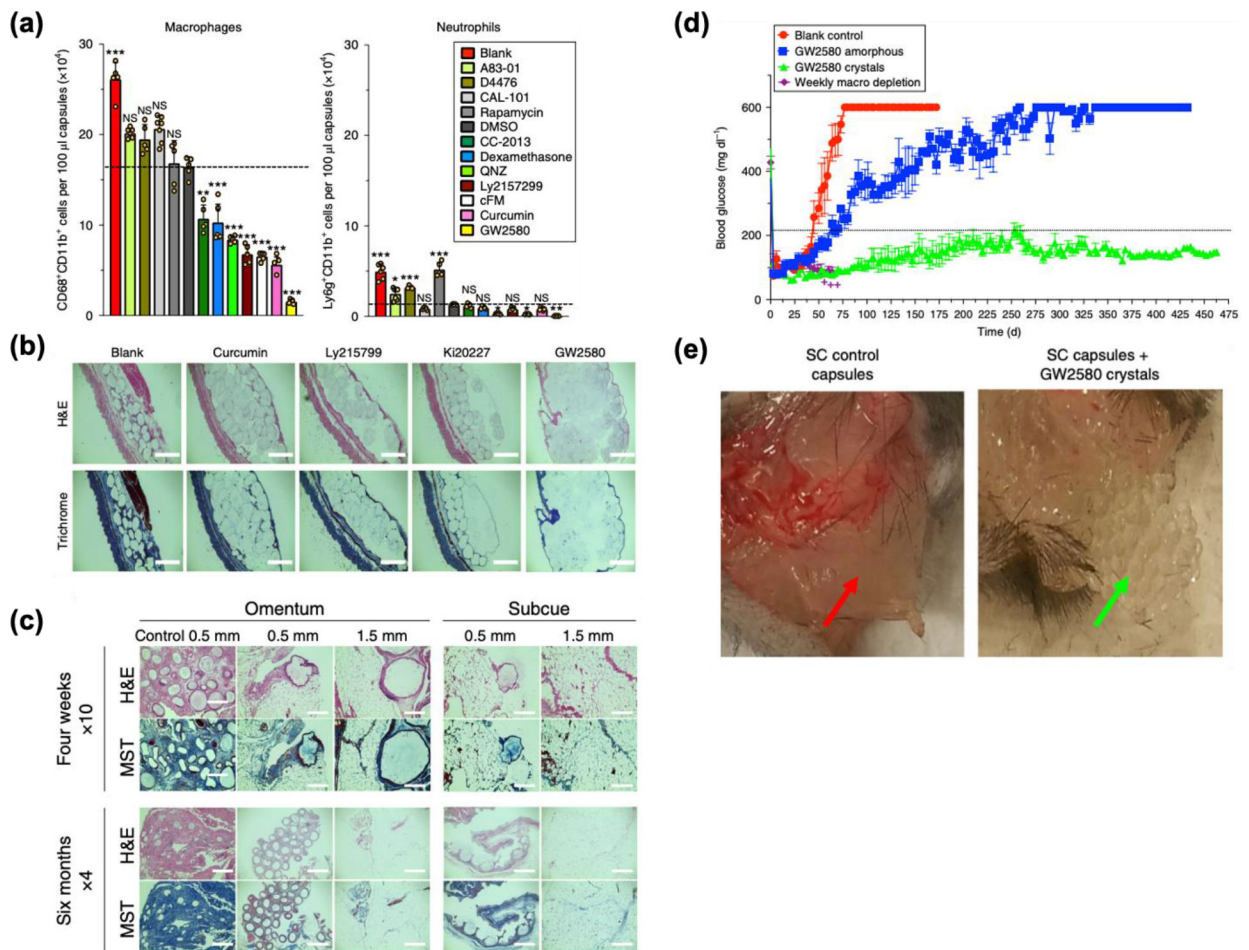 (a)
Macrophages
Neutrophils
CD68⁺CD11b⁺ cells per 100 µl capsules (×10⁴)
30
20
10
0
***
NS
NS
NS
NS
**
***
***
***
***
***
***
Ly6g⁺CD11b⁺ cells per 100 µl capsules (×10⁴)
30
20
10
0
***
*
***
NS
***
NS
NS
*
NS
*
NS
**
Blank
A83-01
D4476
CAL-101
Rapamycin
DMSO
CC-2013
Dexamethasone
QNZ
Ly2157299
cFM
Curcumin
GW2580
(b)
Blank Curcumin Ly215799 Ki20227 GW2580
H&E
Trichrome
(c)
Omentum Subcue
Control 0.5 mm 0.5 mm 1.5 mm 0.5 mm 1.5 mm
Four weeks
×10
H&E
MST
Six months
×4
H&E
MST
(d)
Blank control
GW2580 amorphous
GW2580 crystals
Weekly macro depletion
Blood glucose (mg dl⁻¹)
600
400
200
0
0 25 50 75 100 125 150 175 200 225 250 275 300 325 350 375 400 425 450 475
Time (d)
(e)
SC control
capsules
SC capsules +
GW2580 crystals